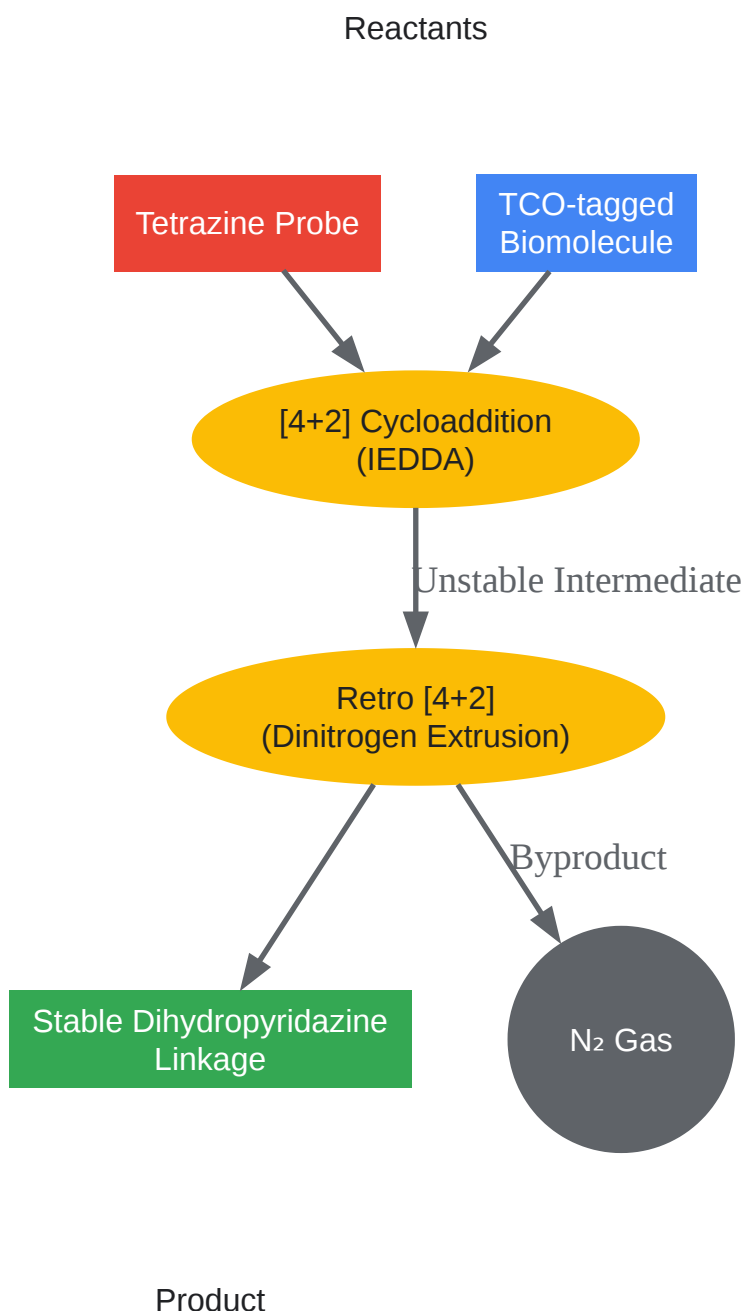 Reactants
Tetrazine Probe
TCO-tagged
Biomolecule
[4+2] Cycloaddition
(IEDDA)
Unstable Intermediate
Retro [4+2]
(Dinitrogen Extrusion)
Byproduct
Stable Dihydropyridazine
Linkage
N₂ Gas
Product